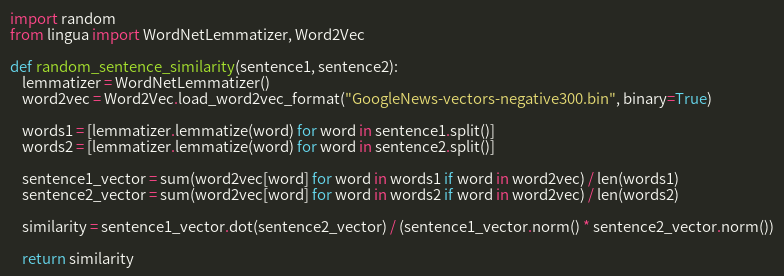 import random
from lingua import WordNetLemmatizer, Word2Vec
def random_sentence_similarity(sentence1, sentence2):
lemmatizer = WordNetLemmatizer()
word2vec = Word2Vec.load_word2vec_format("GoogleNews-vectors-negative300.bin", binary=True)
words1 = [lemmatizer.lemmatize(word) for word in sentence1.split()]
words2 = [lemmatizer.lemmatize(word) for word in sentence2.split()]
sentence1_vector = sum(word2vec[word] for word in words1 if word in word2vec) / len(words1)
sentence2_vector = sum(word2vec[word] for word in words2 if word in word2vec) / len(words2)
similarity = sentence1_vector.dot(sentence2_vector) / (sentence1_vector.norm() * sentence2_vector.norm())
return similarity